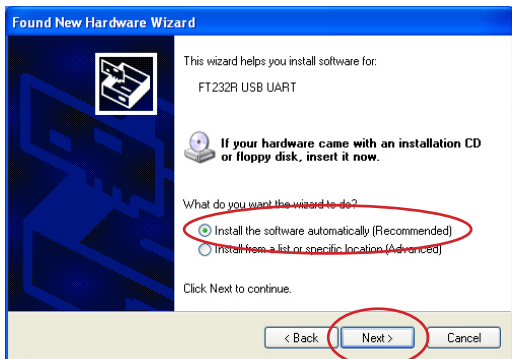 Found New Hardware Wizard
This wizard helps you install software for:
FT232R USB UART
If your hardware came with an installation CD
or floppy disk, insert it now.
What do you want the wizard to do?
Install the software automatically (Recommended)
Install from a list or specific location (Advanced)
Click Next to continue.
< Back Next > Cancel